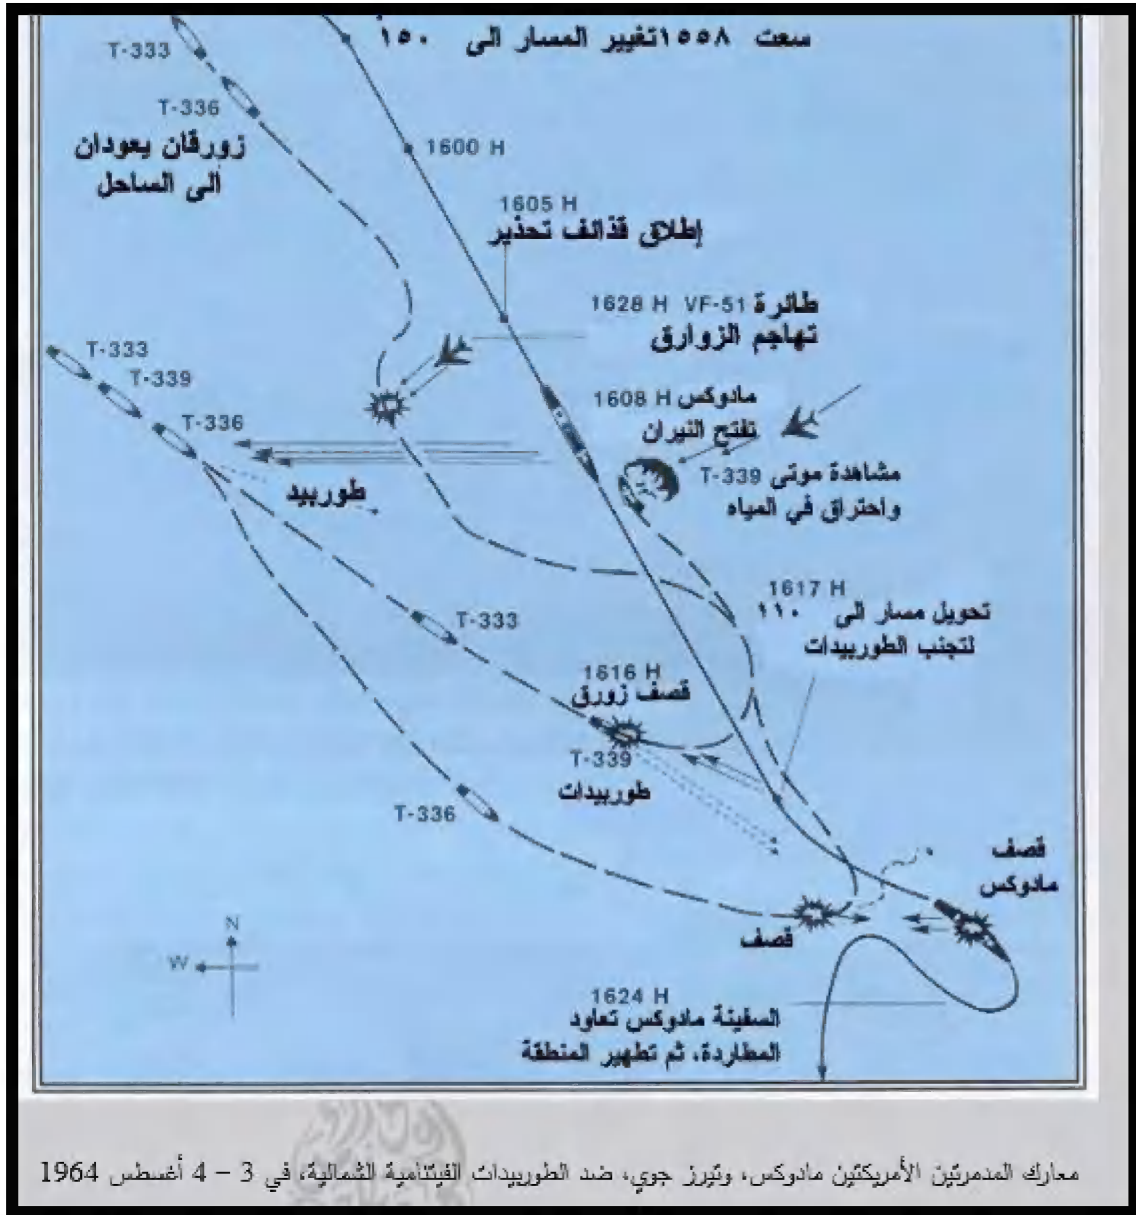 سعت ١٥٥٨ تغيير المسار الى ١٥٠
T-333
T-336
زورقان يعودان
الى الساحل
1600 H
1605 H
إطلاق قذائف تحذير
1628 H VF-51 طائرة
تهاجم الزوارق
T-333
T-339
T-336
1608 H مادوكس
تفتح النيران
مشاهدة موتى T-339
واحتراق في المياه
طوربيد
1617 H
تحويل مسار الى ١١٠
لتجنب الطوربيدات
T-333
1616 H
قصف زورق
T-339
طوربيدات
T-336
قصف
مادوكس
قصف
N
W
1624 H
السفينة مادوكس تعاود
المطاردة، ثم تطهير المنطقة
معارك المدمرتين الأمريكتين مادوكس، وتيرز جوي، ضد الطوربيدات الفيتنامية الشمالية، في 3 – 4 أغسطس 1964